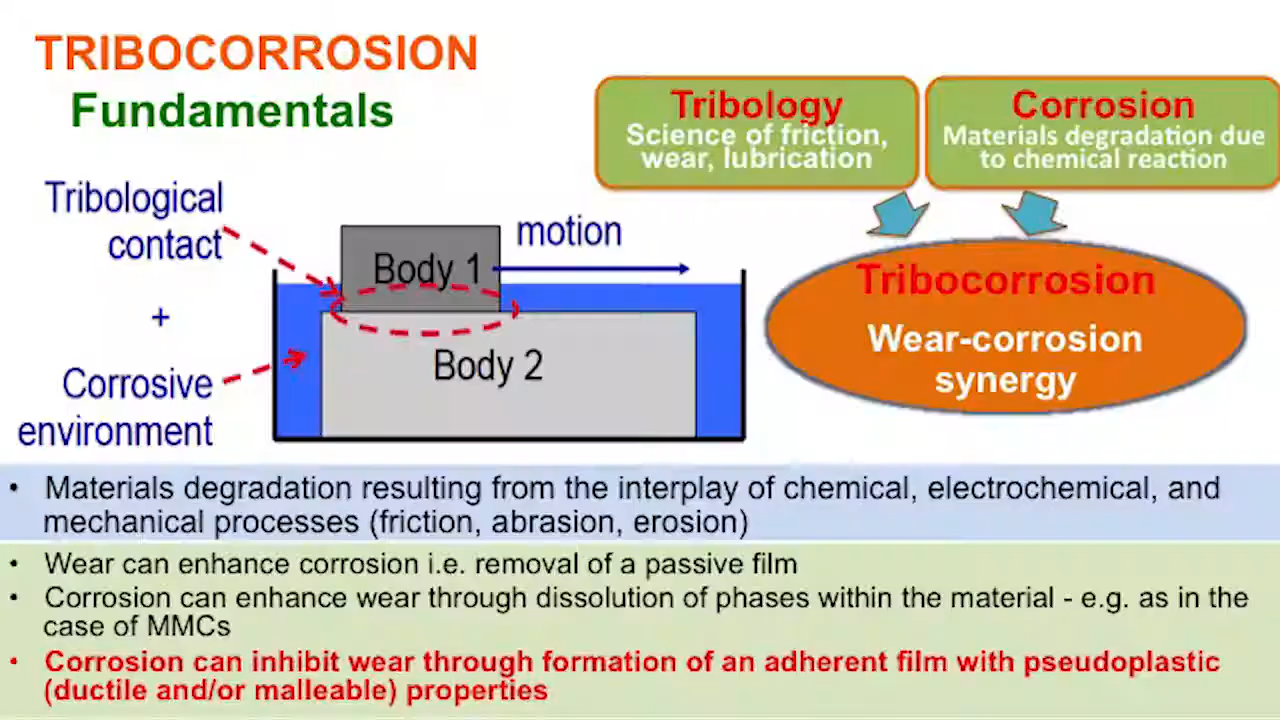 TRIBOCORROSION
Fundamentals
Tribology
Science of friction,
wear, lubrication
Corrosion
Materials degradation due
to chemical reaction
Tribological
contact
+
Corrosive
environment
Body 1
motion
Body 2
Tribocorrosion
Wear-corrosion
synergy
• Materials degradation resulting from the interplay of chemical, electrochemical, and
mechanical processes (friction, abrasion, erosion)
• Wear can enhance corrosion i.e. removal of a passive film
• Corrosion can enhance wear through dissolution of phases within the material - e.g. as in the
case of MMCs
• Corrosion can inhibit wear through formation of an adherent film with pseudoplastic
(ductile and/or malleable) properties